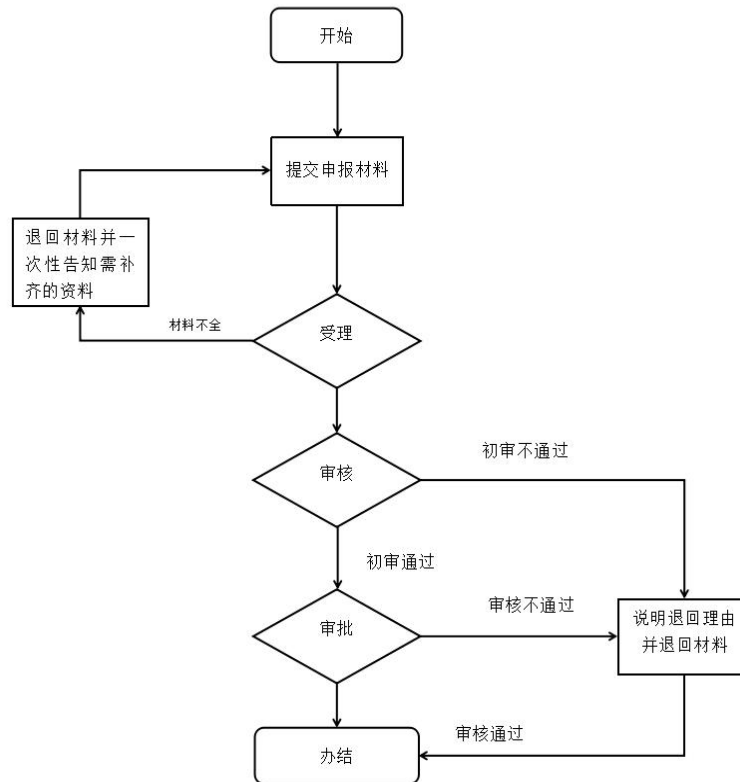 开始
提交申报材料
退回材料并一
次性告知需补
齐的资料
材料不全
受理
初审不通过
审核
初审通过
审核不通过
审批
说明退回理由
并退回材料
审核通过
办结